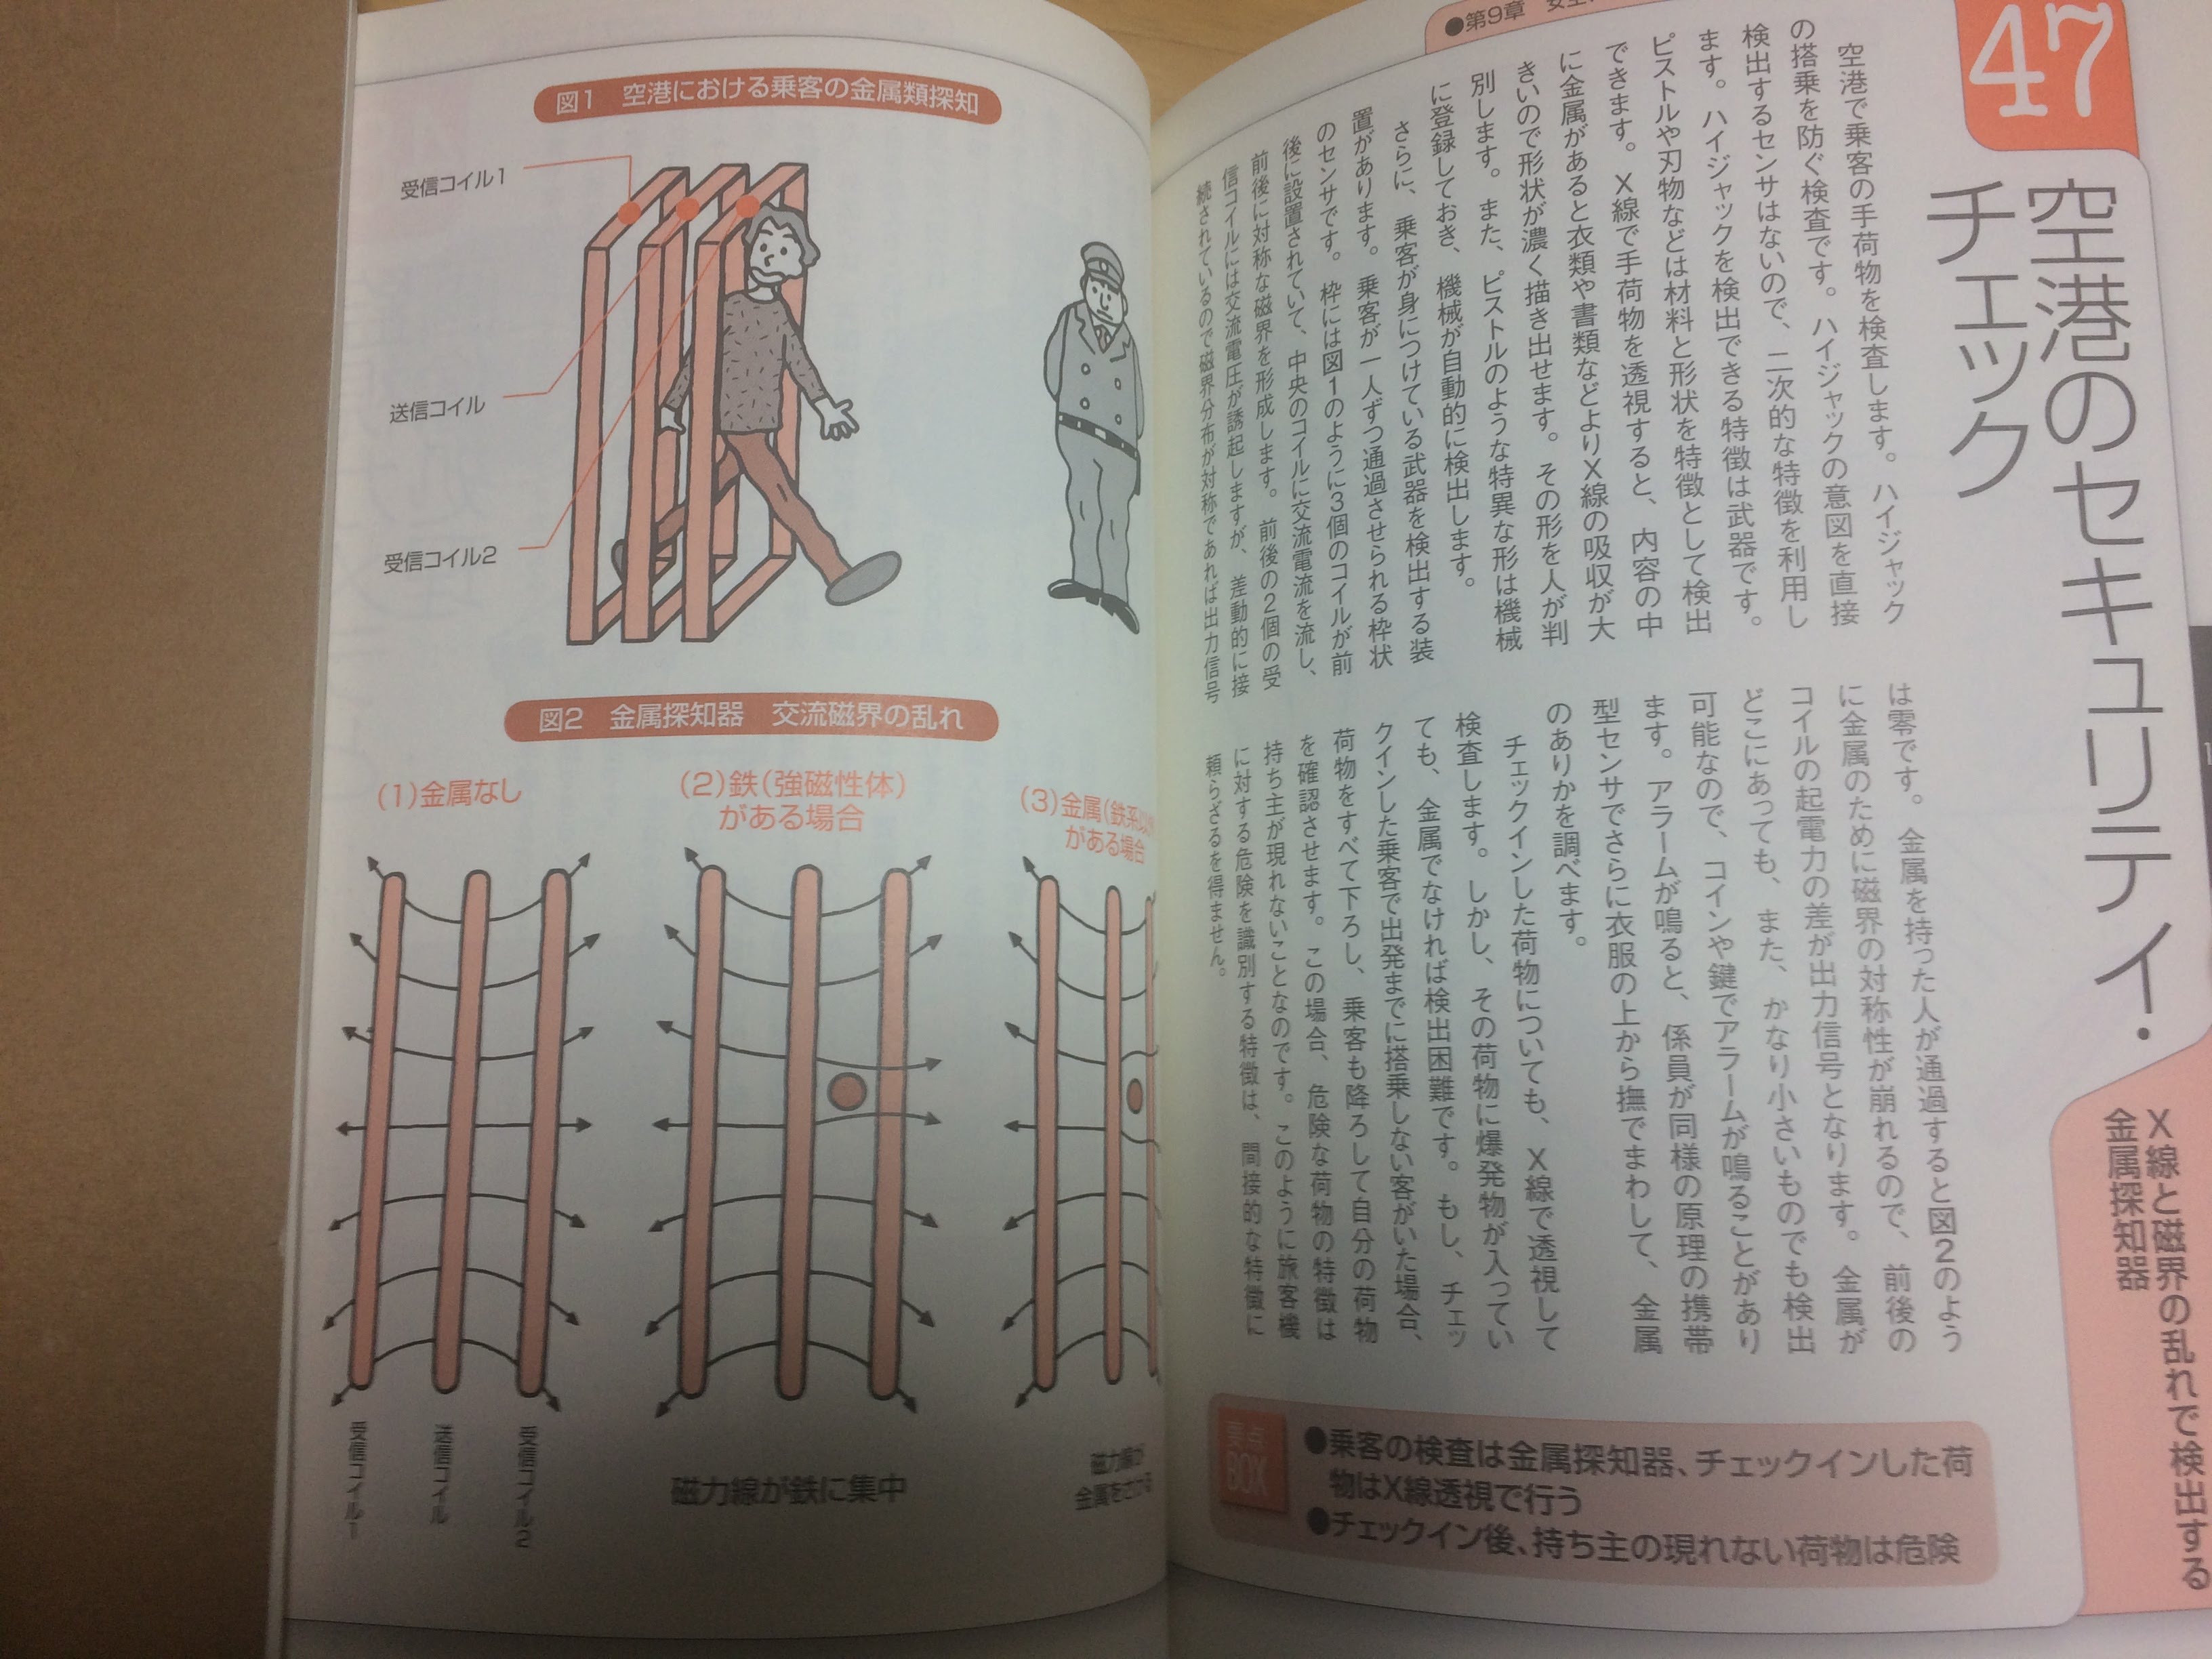 ●第9章
47
空港のセキュリティ・
チェック
X線と磁界の乱れで検出する
金属探知器
空港で乗客の手荷物を検査します。ハイジャック
の搭乗を防ぐ検査です。ハイジャックの意図を直接
検出するセンサはないので、二次的な特徴を利用し
ます。ハイジャックを検出できる特徴は武器です。
ピストルや刃物などは材料と形状を特徴として検出
できます。X線で手荷物を透視すると、内容の中
に金属があると衣類や書類などよりX線の吸収が大
きいので形状が濃く描き出せます。その形を人が判
別します。また、ピストルのような特異な形は機械
に登録しておき、機械が自動的に検出します。
さらに、乗客が身につけている武器を検出する装
置があります。乗客が一人ずつ通過させられる枠状
のセンサです。枠には図1のように3個のコイルが前
後に設置されていて、中央のコイルに交流電流を流し、
前後に対称な磁界を形成します。前後の2個の受
信コイルには交流電圧が誘起しますが、差動的に接
続されているので磁界分布が対称であれば出力信号
は零です。金属を持った人が通過すると図2のよう
に金属のために磁界の対称性が崩れるので、前後の
コイルの起電力の差が出力信号となります。金属が
どこにあっても、また、かなり小さいものでも検出
可能なので、コインや鍵でアラームが鳴ることがあり
ます。アラームが鳴ると、係員が同様の原理の携帯
型センサでさらに衣服の上から撫でまわして、金属
のありかを調べます。
チェックインした荷物についても、X線で透視して
検査します。しかし、その荷物に爆発物が入ってい
ても、金属でなければ検出困難です。もし、チェッ
クインした乗客で出発までに搭乗しない客がいた場合、
荷物をすべて下ろし、乗客も降ろして自分の荷物
を確認させます。この場合、危険な荷物の特徴は
持ち主が現れないことなのです。このように旅客機
に対する危険を識別する特徴は、間接的な特徴に
頼らざるを得ません。
要点
BOX
●乗客の検査は金属探知器、チェックインした荷
物はX線透視で行う
●チェックイン後、持ち主の現れない荷物は危険
図1 空港における乗客の金属類探知
受信コイル1
送信コイル
受信コイル2
図2 金属探知器 交流磁界の乱れ
(1)金属なし
(2)鉄(強磁性体)
がある場合
(3)金属(鉄系以外
がある場合
受信コイル1
送信コイル
受信コイル2
磁力線が鉄に集中
磁力線が
金属をさける